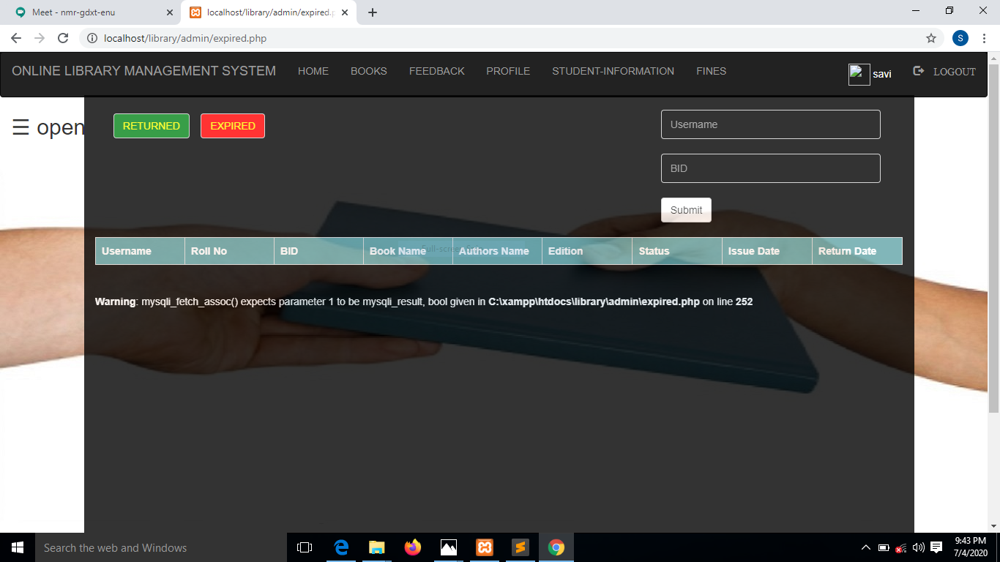 Meet - nmr-gdxt-enu
localhost/library/admin/expired.p
localhost/library/admin/expired.php
S
ONLINE LIBRARY MANAGEMENT SYSTEM HOME BOOKS FEEDBACK PROFILE STUDENT-INFORMATION FINES savi LOGOUT
☰ open
RETURNED EXPIRED
Username
BID
Submit
Full-screen
Username Roll No BID Book Name Authors Name Edition Status Issue Date Return Date
Warning: mysqli_fetch_assoc() expects parameter 1 to be mysqli_result, bool given in C:\xampp\htdocs\library\admin\expired.php on line 252
Search the web and Windows
9:43 PM
7/4/2020